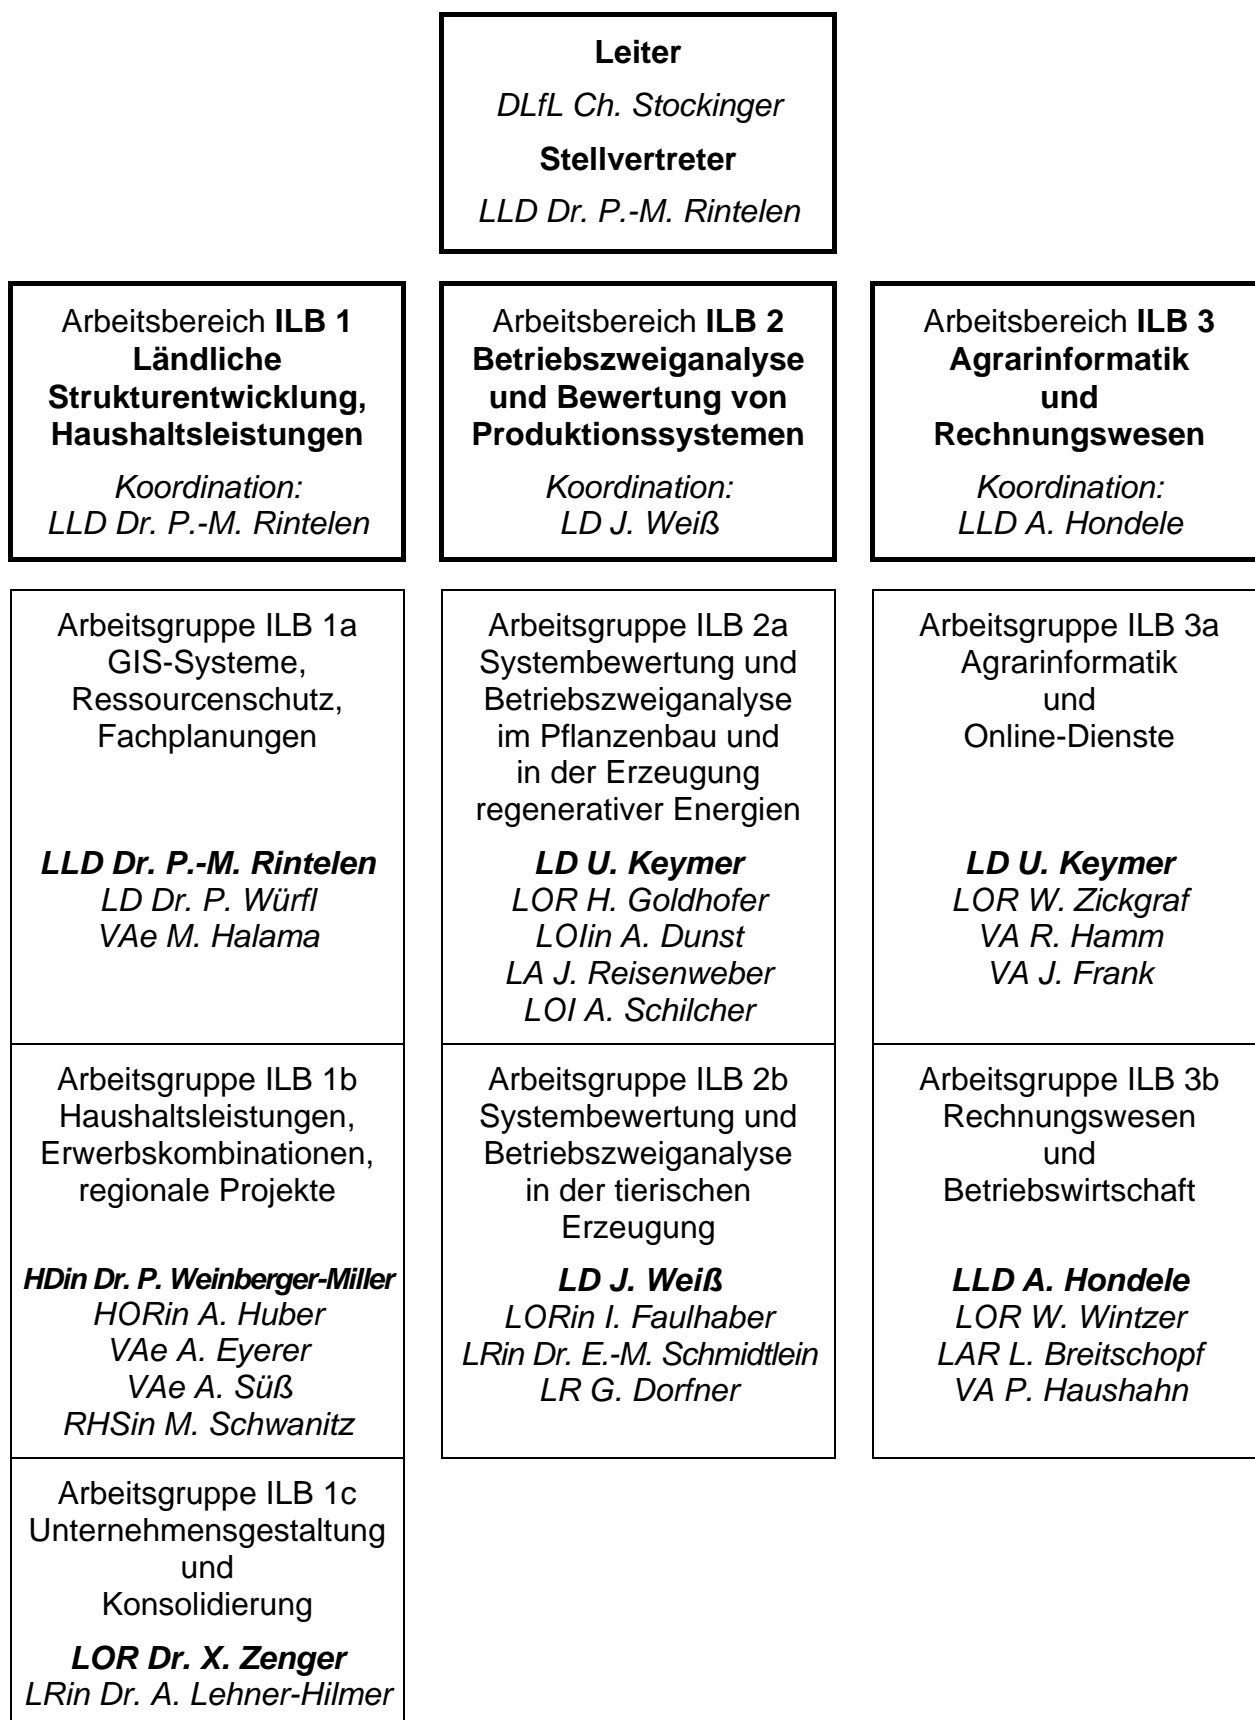 Leiter
DLfL Ch. Stockinger
Stellvertreter
LLD Dr. P.-M. Rintelen
Arbeitsbereich ILB 1
Ländliche
Strukturentwicklung,
Haushaltsleistungen
Koordination:
LLD Dr. P.-M. Rintelen
Arbeitsbereich ILB 2
Betriebszweiganalyse
und Bewertung von
Produktionssystemen
Koordination:
LD J. Weiß
Arbeitsbereich ILB 3
Agrarinformatik
und
Rechnungswesen
Koordination:
LLD A. Hondele
Arbeitsgruppe ILB 1a
GIS-Systeme,
Ressourcenschutz,
Fachplanungen
LLD Dr. P.-M. Rintelen
LD Dr. P. Würfl
VAe M. Halama
Arbeitsgruppe ILB 2a
Systembewertung und
Betriebszweiganalyse
im Pflanzenbau und
in der Erzeugung
regenerativer Energien
LD U. Keymer
LOR H. Goldhofer
LOIin A. Dunst
LA J. Reisenweber
LOI A. Schilcher
Arbeitsgruppe ILB 3a
Agrarinformatik
und
Online-Dienste
LD U. Keymer
LOR W. Zickgraf
VA R. Hamm
VA J. Frank
Arbeitsgruppe ILB 1b
Haushaltsleistungen,
Erwerbskombinationen,
regionale Projekte
HDin Dr. P. Weinberger-Miller
HORin A. Huber
VAe A. Eyerer
VAe A. Süß
RHSin M. Schwanitz
Arbeitsgruppe ILB 2b
Systembewertung und
Betriebszweiganalyse
in der tierischen
Erzeugung
LD J. Weiß
LORin I. Faulhaber
LRin Dr. E.-M. Schmidtlein
LR G. Dorfner
Arbeitsgruppe ILB 3b
Rechnungswesen
und
Betriebswirtschaft
LLD A. Hondele
LOR W. Wintzer
LAR L. Breitschopf
VA P. Haushahn
Arbeitsgruppe ILB 1c
Unternehmensgestaltung
und
Konsolidierung
LOR Dr. X. Zenger
LRin Dr. A. Lehner-Hilmer